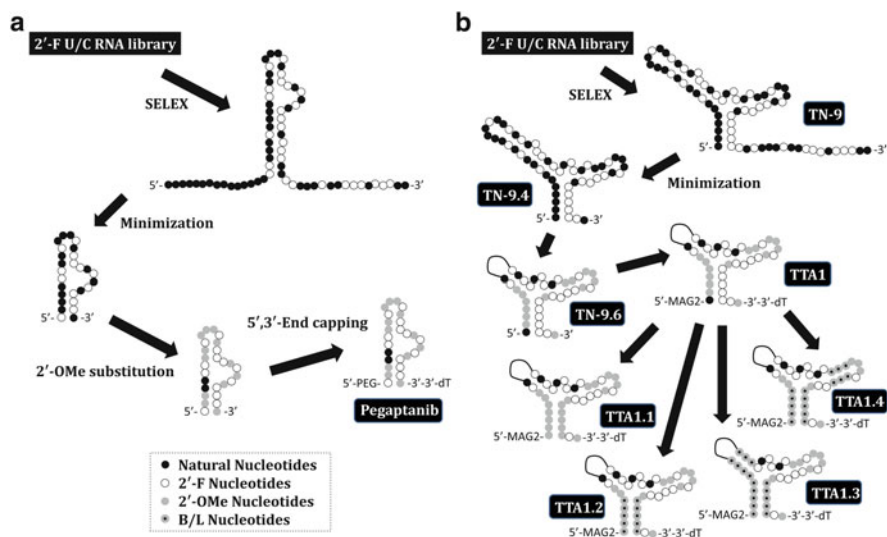 a
2′-F U/C RNA library
SELEX
5′- -3′
Minimization
5′- -3′
2′-OMe substitution
5′- -3′
5′,3′-End capping
5′-PEG- -3′-3′-dT
Pegaptanib
Natural Nucleotides
2′-F Nucleotides
2′-OMe Nucleotides
B/L Nucleotides
b
2′-F U/C RNA library
SELEX
TN-9
5′- -3′
Minimization
TN-9.4
5′- -3′
TN-9.6
5′- -3′
TTA1
5′-MAG2- -3′-3′-dT
TTA1.1
5′-MAG2- -3′-3′-dT
TTA1.4
5′-MAG2- -3′-3′-dT
TTA1.2
5′-MAG2- -3′-3′-dT
TTA1.3
5′-MAG2- -3′-3′-dT